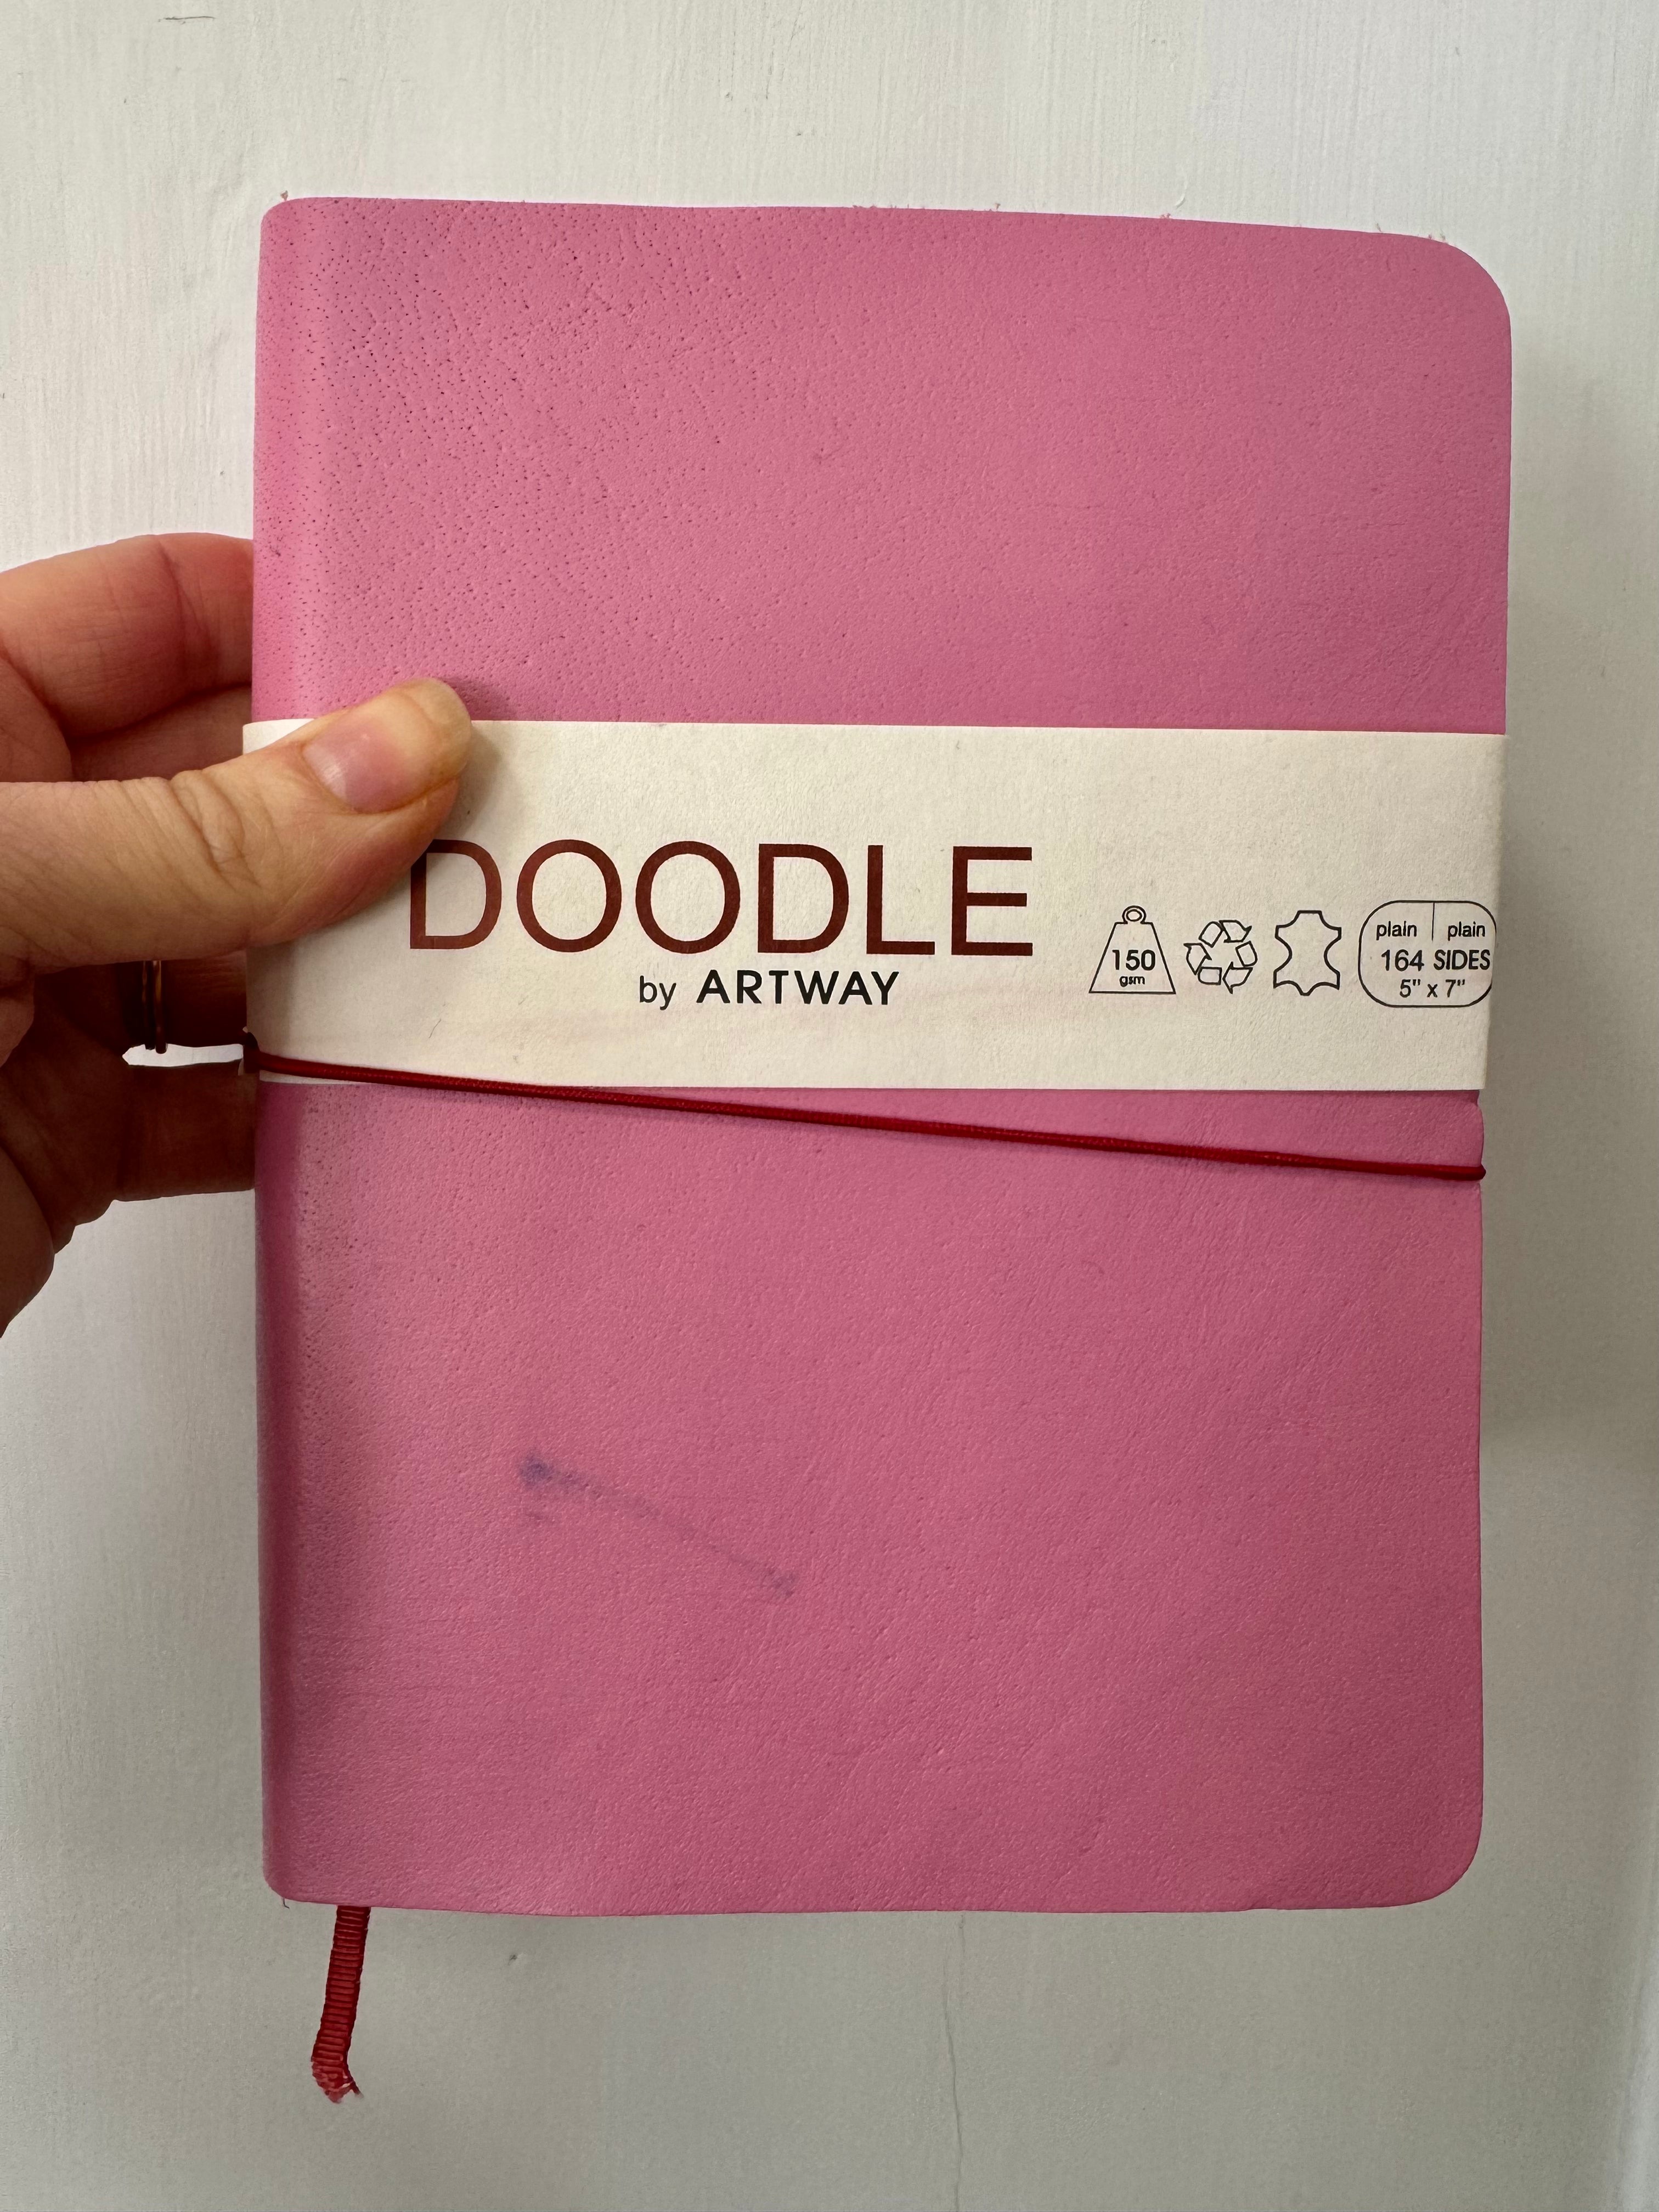 DOODLE
by ARTWAY
150
gsm
plain plain
164 SIDES
5" x 7"